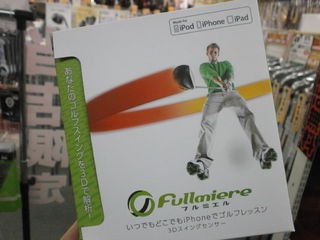 Made for
iPod iPhone iPad
あなたのゴルフスイングを3Dで解析!
Fullmiere
フルミエル
いつでもどこでもiPhoneでゴルフレッスン
3Dスイングセンサー